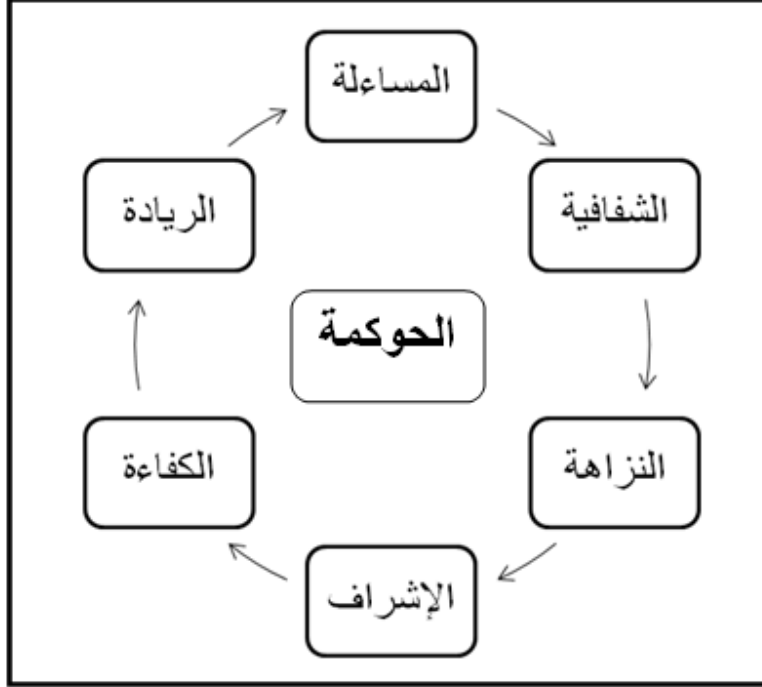 المساءلة
الشفافية
النزاهة
الإشراف
الكفاءة
الريادة
الحوكمة